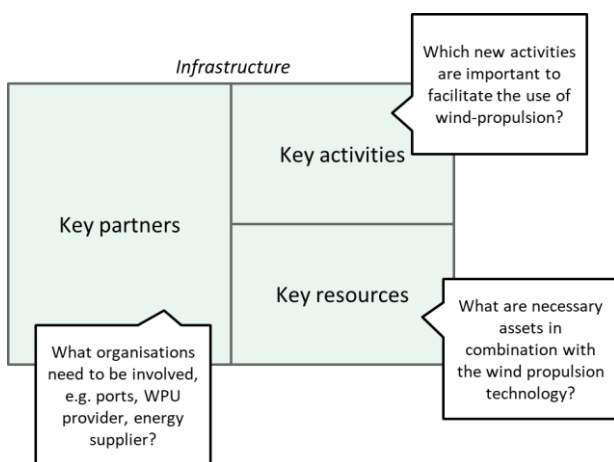 Infrastructure
Which new activities
are important to
facilitate the use of
wind-propulsion?
Key activities
Key partners
Key resources
What are necessary
assets in
combination with
the wind propulsion
technology?
What organisations
need to be involved,
e.g. ports, WPU
provider, energy
supplier?